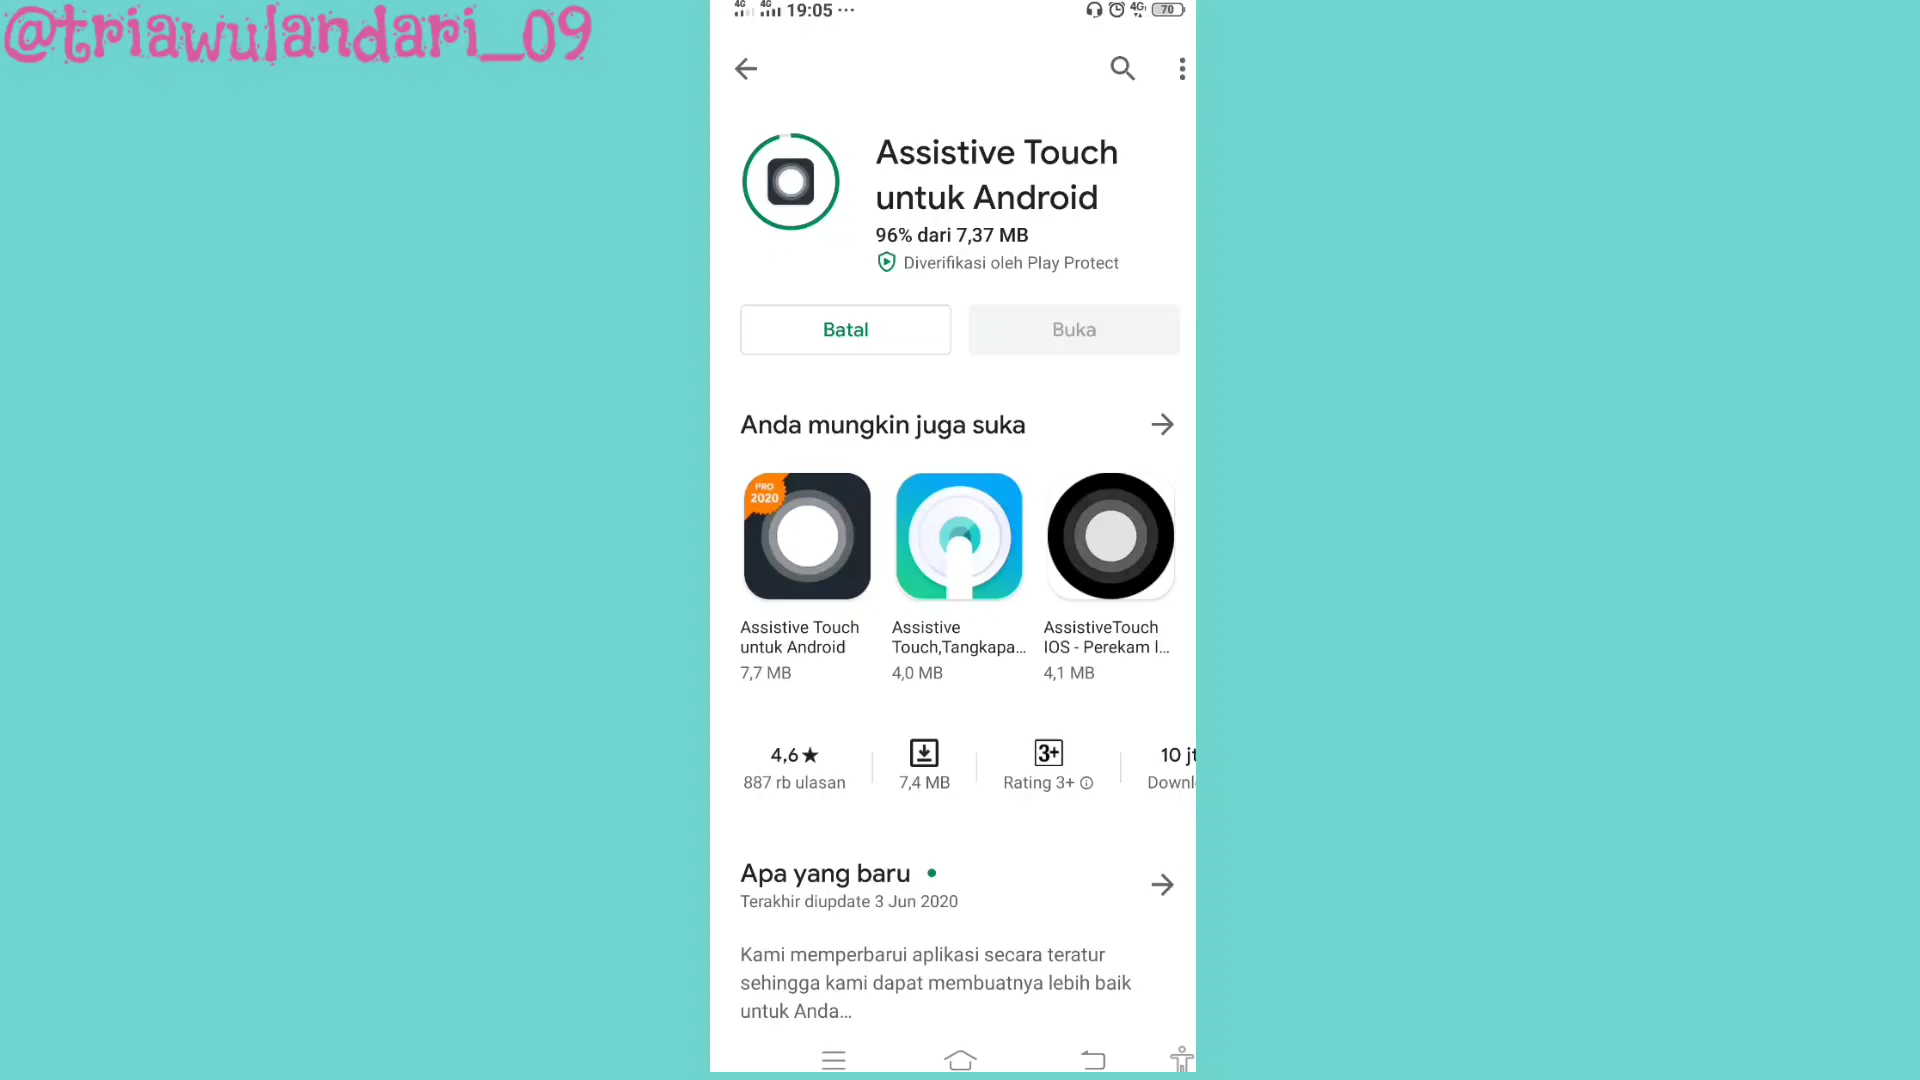 @triawulandari_09
4G 4G 19:05 ··· 4G 70
Assistive Touch
untuk Android
96% dari 7,37 MB
Diverifikasi oleh Play Protect
Batal Buka
Anda mungkin juga suka
PRO
2020
Assistive Touch
untuk Android
7,7 MB
Assistive
Touch,Tangkapa...
4,0 MB
AssistiveTouch
IOS - Perekam l...
4,1 MB
4,6★ 3+ 10 jt
887 rb ulasan 7,4 MB Rating 3+ Downl
Apa yang baru
Terakhir diupdate 3 Jun 2020
Kami memperbarui aplikasi secara teratur
sehingga kami dapat membuatnya lebih baik
untuk Anda...